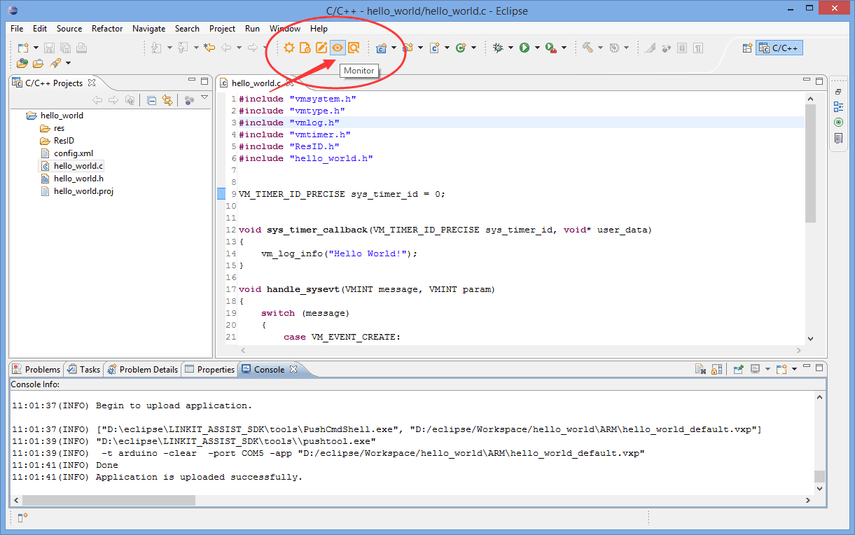 C/C++ - hello_world/hello_world.c - Eclipse
File Edit Source Refactor Navigate Search Project Run Window Help
C/C++
Monitor
C/C++ Projects
hello_world
res
ResID
config.xml
hello_world.c
hello_world.h
hello_world.proj
hello_world.c
1 #include "vmsystem.h"
2 #include "vmtype.h"
3 #include "vmlog.h"
4 #include "vmtimer.h"
5 #include "ResID.h"
6 #include "hello_world.h"
7
8
9 VM_TIMER_ID_PRECISE sys_timer_id = 0;
10
11
12 void sys_timer_callback(VM_TIMER_ID_PRECISE sys_timer_id, void* user_data)
13 {
14 vm_log_info("Hello World!");
15 }
16
17 void handle_sysevt(VMINT message, VMINT param)
18 {
19 switch (message)
20 {
21 case VM_EVENT_CREATE:
Problems Tasks Problem Details Properties Console
Console Info:
11:01:37(INFO) Begin to upload application.
11:01:37(INFO) ["D:\eclipse\LINKIT_ASSIST_SDK\tools\PushCmdShell.exe", "D:/eclipse/Workspace/hello_world\ARM\hello_world_default.vxp"]
11:01:39(INFO) "D:\eclipse\LINKIT_ASSIST_SDK\tools\\pushtool.exe"
11:01:39(INFO) -t arduino -clear -port COM5 -app "D:/eclipse/Workspace/hello_world\ARM\hello_world_default.vxp"
11:01:41(INFO) Done
11:01:41(INFO) Application is uploaded successfully.